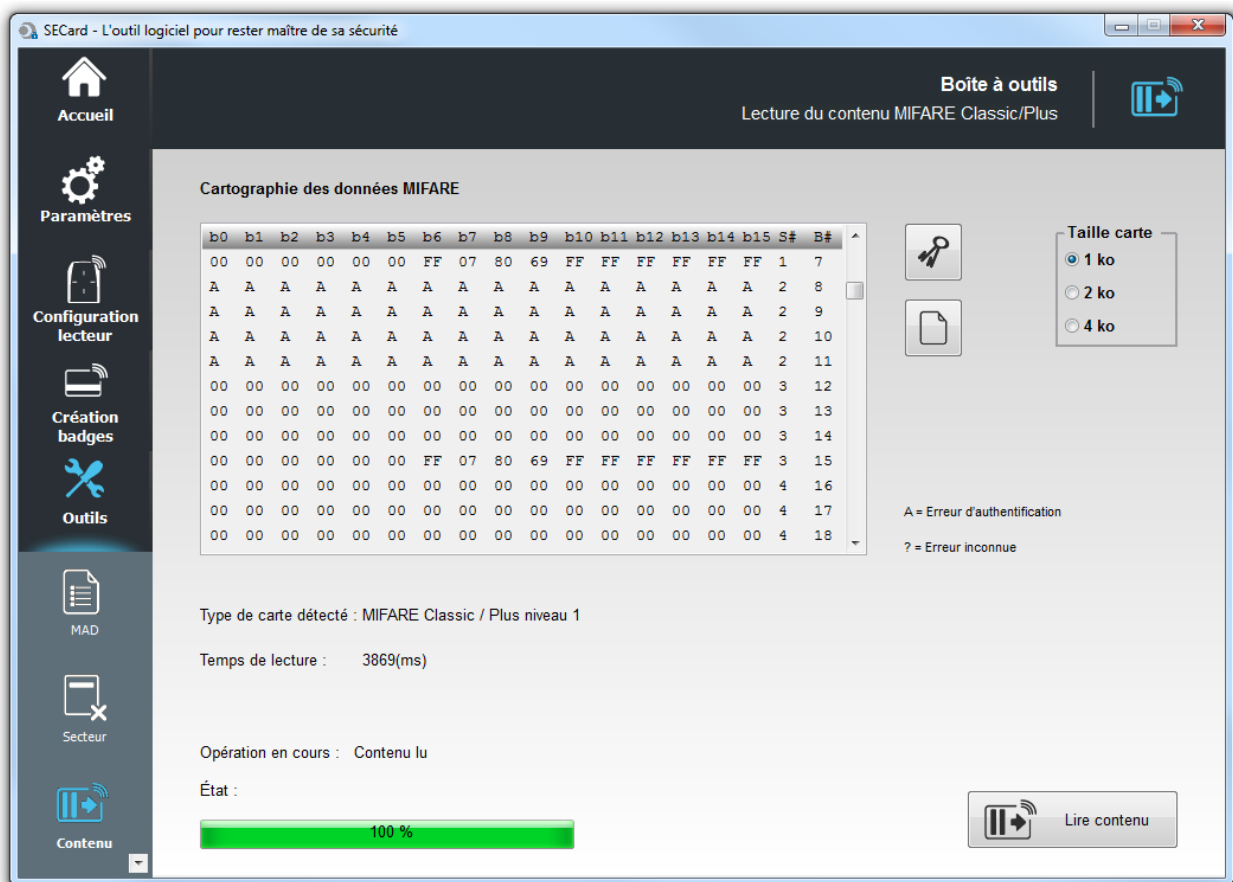 SECard - L'outil logiciel pour rester maître de sa sécurité
Accueil
Paramètres
Configuration
lecteur
Création
badges
Outils
MAD
Secteur
Contenu
Boîte à outils
Lecture du contenu MIFARE Classic/Plus
Cartographie des données MIFARE
b0 b1 b2 b3 b4 b5 b6 b7 b8 b9 b10 b11 b12 b13 b14 b15 S# B#
00 00 00 00 00 00 FF 07 80 69 FF FF FF FF FF FF 1 7
A A A A A A A A A A A A A A A A 2 8
A A A A A A A A A A A A A A A A 2 9
A A A A A A A A A A A A A A A A 2 10
A A A A A A A A A A A A A A A A 2 11
00 00 00 00 00 00 00 00 00 00 00 00 00 00 00 00 3 12
00 00 00 00 00 00 00 00 00 00 00 00 00 00 00 00 3 13
00 00 00 00 00 00 00 00 00 00 00 00 00 00 00 00 3 14
00 00 00 00 00 00 FF 07 80 69 FF FF FF FF FF FF 3 15
00 00 00 00 00 00 00 00 00 00 00 00 00 00 00 00 4 16
00 00 00 00 00 00 00 00 00 00 00 00 00 00 00 00 4 17
00 00 00 00 00 00 00 00 00 00 00 00 00 00 00 00 4 18
Taille carte
1 ko
2 ko
4 ko
A = Erreur d'authentification
? = Erreur inconnue
Type de carte détecté : MIFARE Classic / Plus niveau 1
Temps de lecture : 3869(ms)
Opération en cours : Contenu lu
État :
100 %
Lire contenu